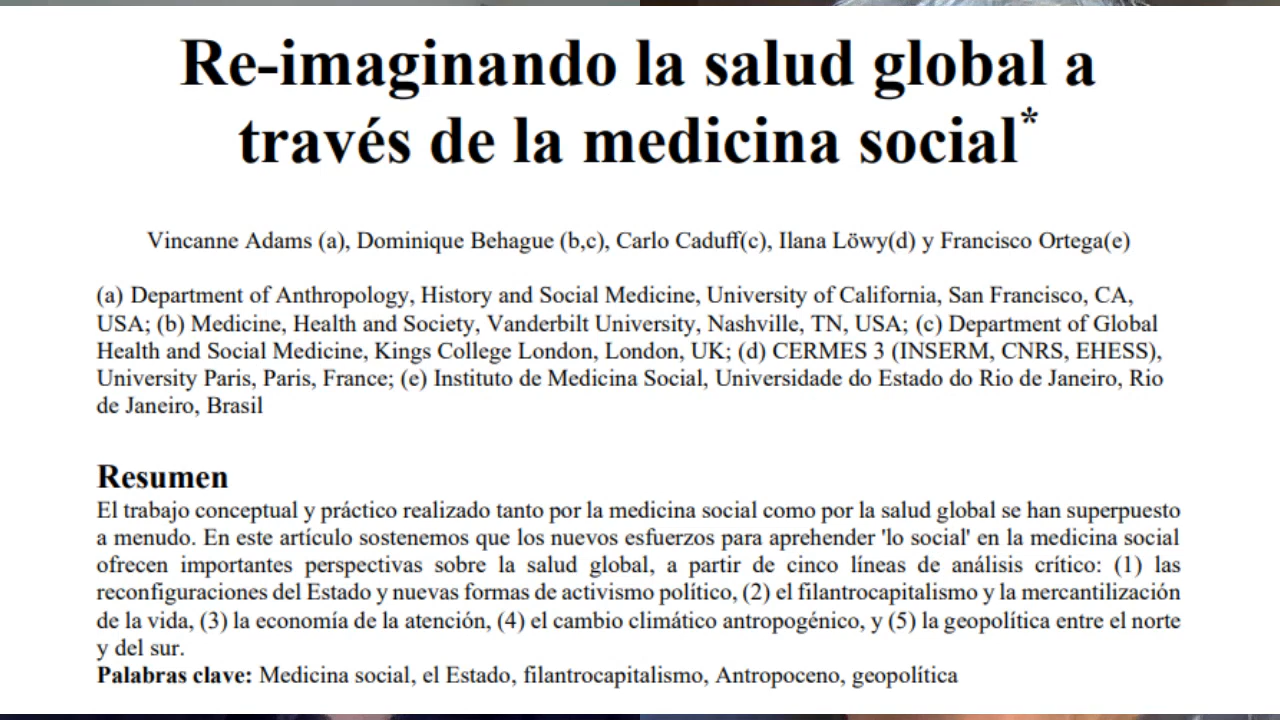 Re-imaginando la salud global a
través de la medicina social*
Vincanne Adams (a), Dominique Behague (b,c), Carlo Caduff(c), Ilana Löwy(d) y Francisco Ortega(e)
(a) Department of Anthropology, History and Social Medicine, University of California, San Francisco, CA,
USA; (b) Medicine, Health and Society, Vanderbilt University, Nashville, TN, USA; (c) Department of Global
Health and Social Medicine, Kings College London, London, UK; (d) CERMES 3 (INSERM, CNRS, EHESS),
University Paris, Paris, France; (e) Instituto de Medicina Social, Universidade do Estado do Rio de Janeiro, Rio
de Janeiro, Brasil
Resumen
El trabajo conceptual y práctico realizado tanto por la medicina social como por la salud global se han superpuesto
a menudo. En este artículo sostenemos que los nuevos esfuerzos para aprehender 'lo social' en la medicina social
ofrecen importantes perspectivas sobre la salud global, a partir de cinco líneas de análisis crítico: (1) las
reconfiguraciones del Estado y nuevas formas de activismo político, (2) el filantrocapitalismo y la mercantilización
de la vida, (3) la economía de la atención, (4) el cambio climático antropogénico, y (5) la geopolítica entre el norte
y del sur.
Palabras clave: Medicina social, el Estado, filantrocapitalismo, Antropoceno, geopolítica